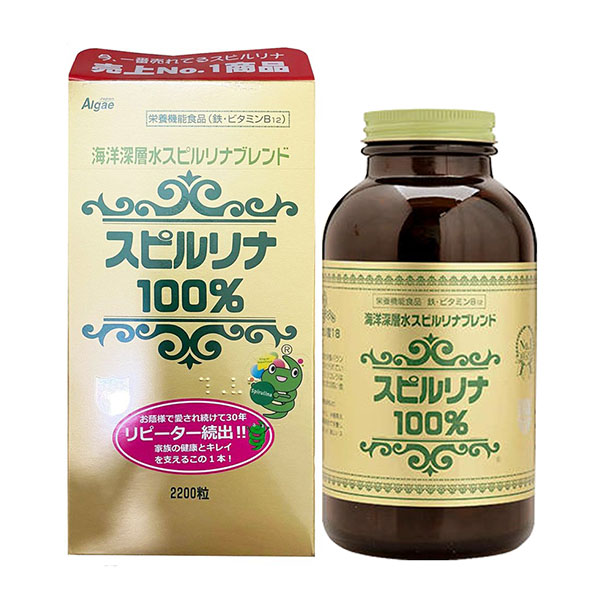 今、一番売れてるスピルリナ
売上No.1商品
Algae
栄養機能食品(鉄・ビタミンB12)
海洋深層水スピルリナブレンド
スピルリナ
100%
®
Spirulina
お蔭様で愛され続けて30年
リピーター続出!!
家族の健康とキレイ
を支えるこの1本!
2200粒
栄養機能食品 鉄・ビタミンB12
海洋深層水スピルリナブレンド
スピルリナ
100%